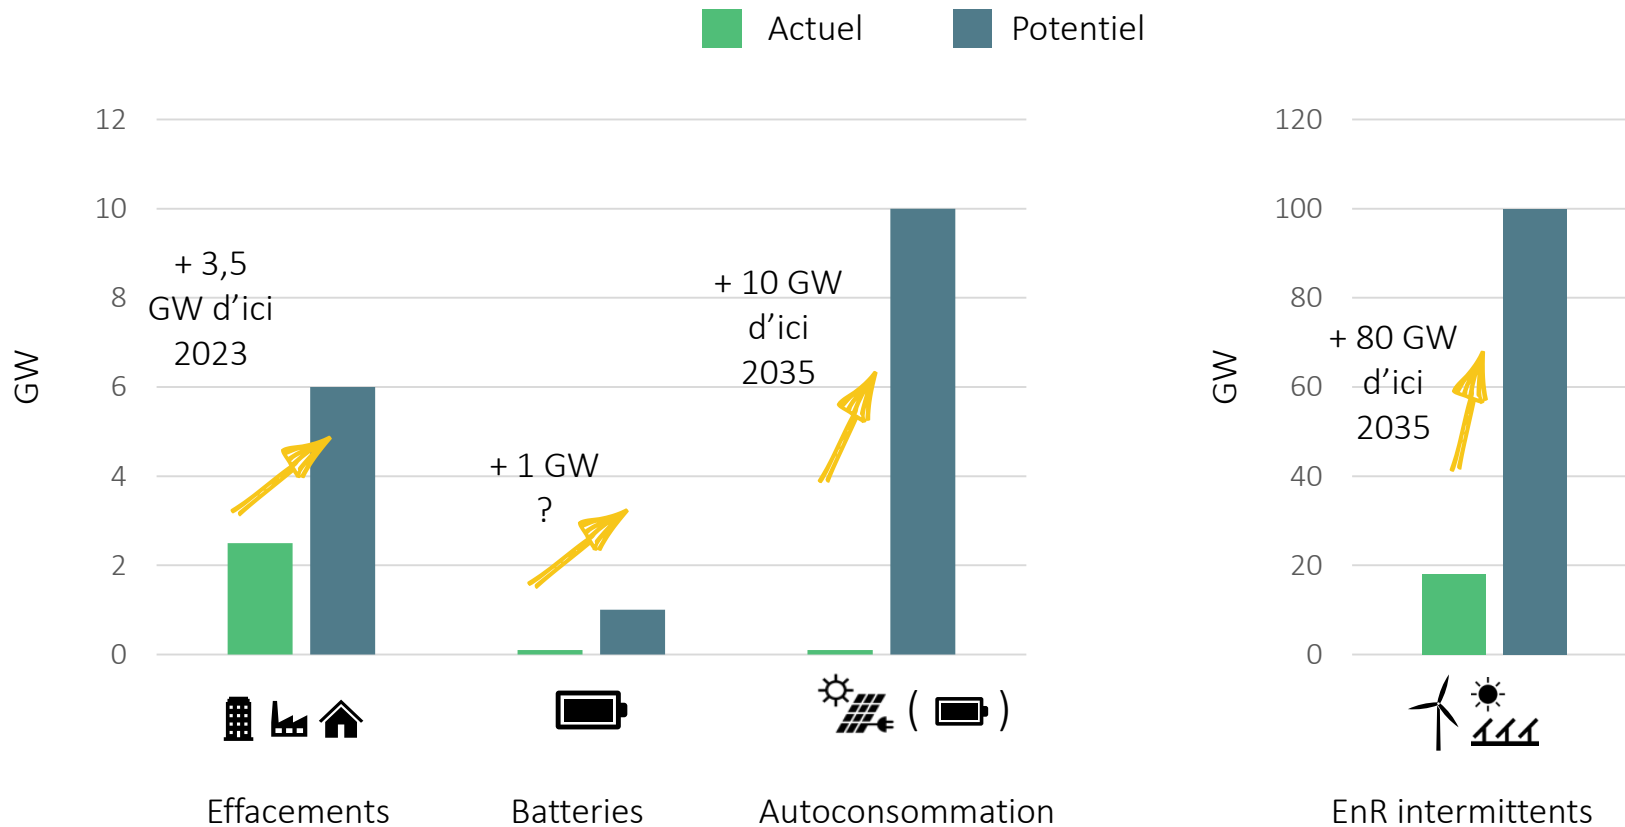 Actuel
Potentiel
12
10
8
6
4
2
0
GW
+ 3,5
GW d’ici
2023
+ 1 GW
?
+ 10 GW
d’ici
2035
( )
Effacements
Batteries
Autoconsommation
120
100
80
60
40
20
0
GW
+ 80 GW
d’ici
2035
EnR intermittents